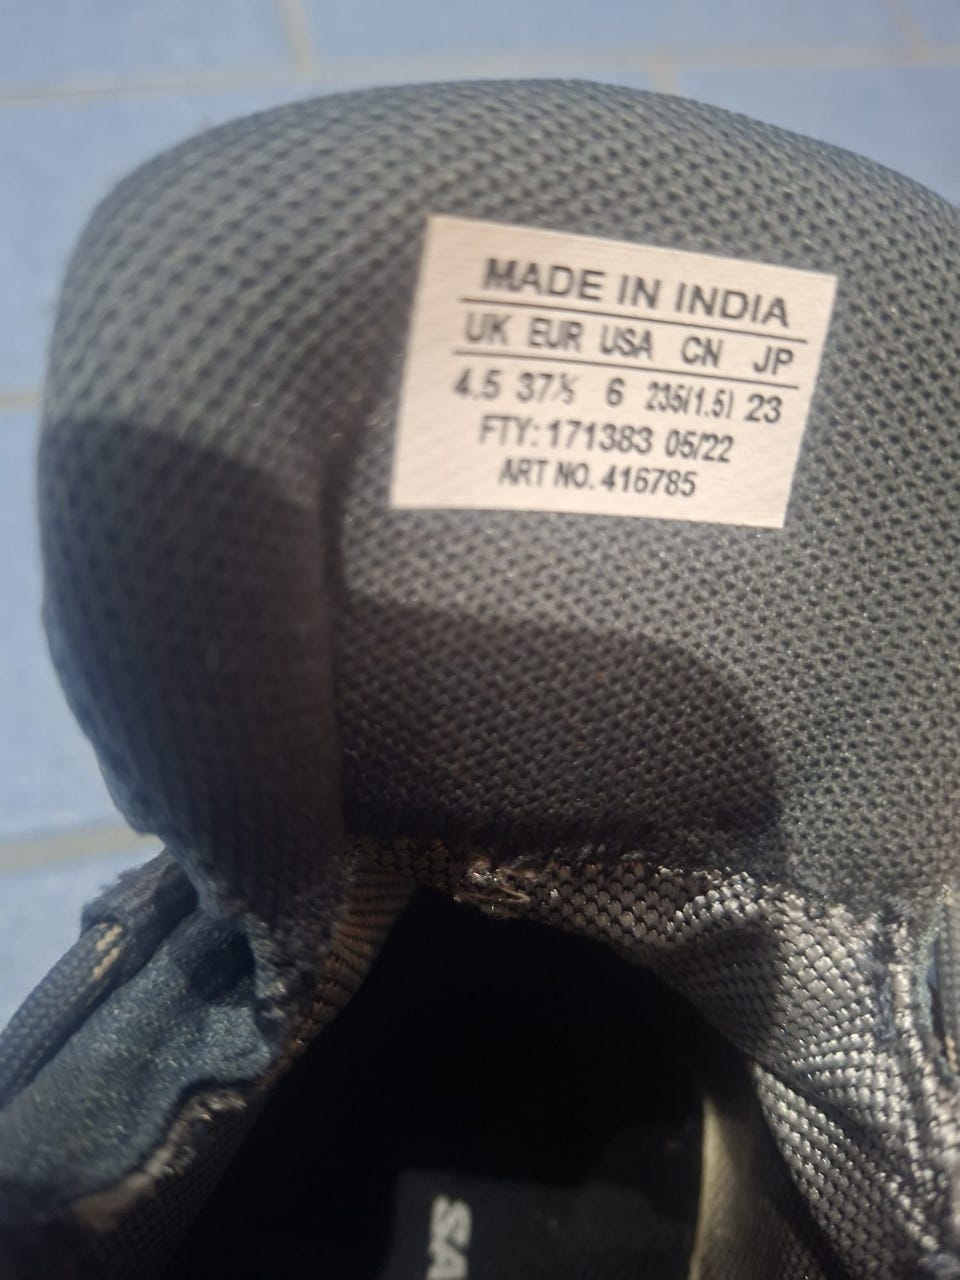 MADE IN INDIA
UK EUR USA CN JP
4.5 37⅓ 6 235(1.5) 23
FTY: 171383 05/22
ART NO. 416785
SA